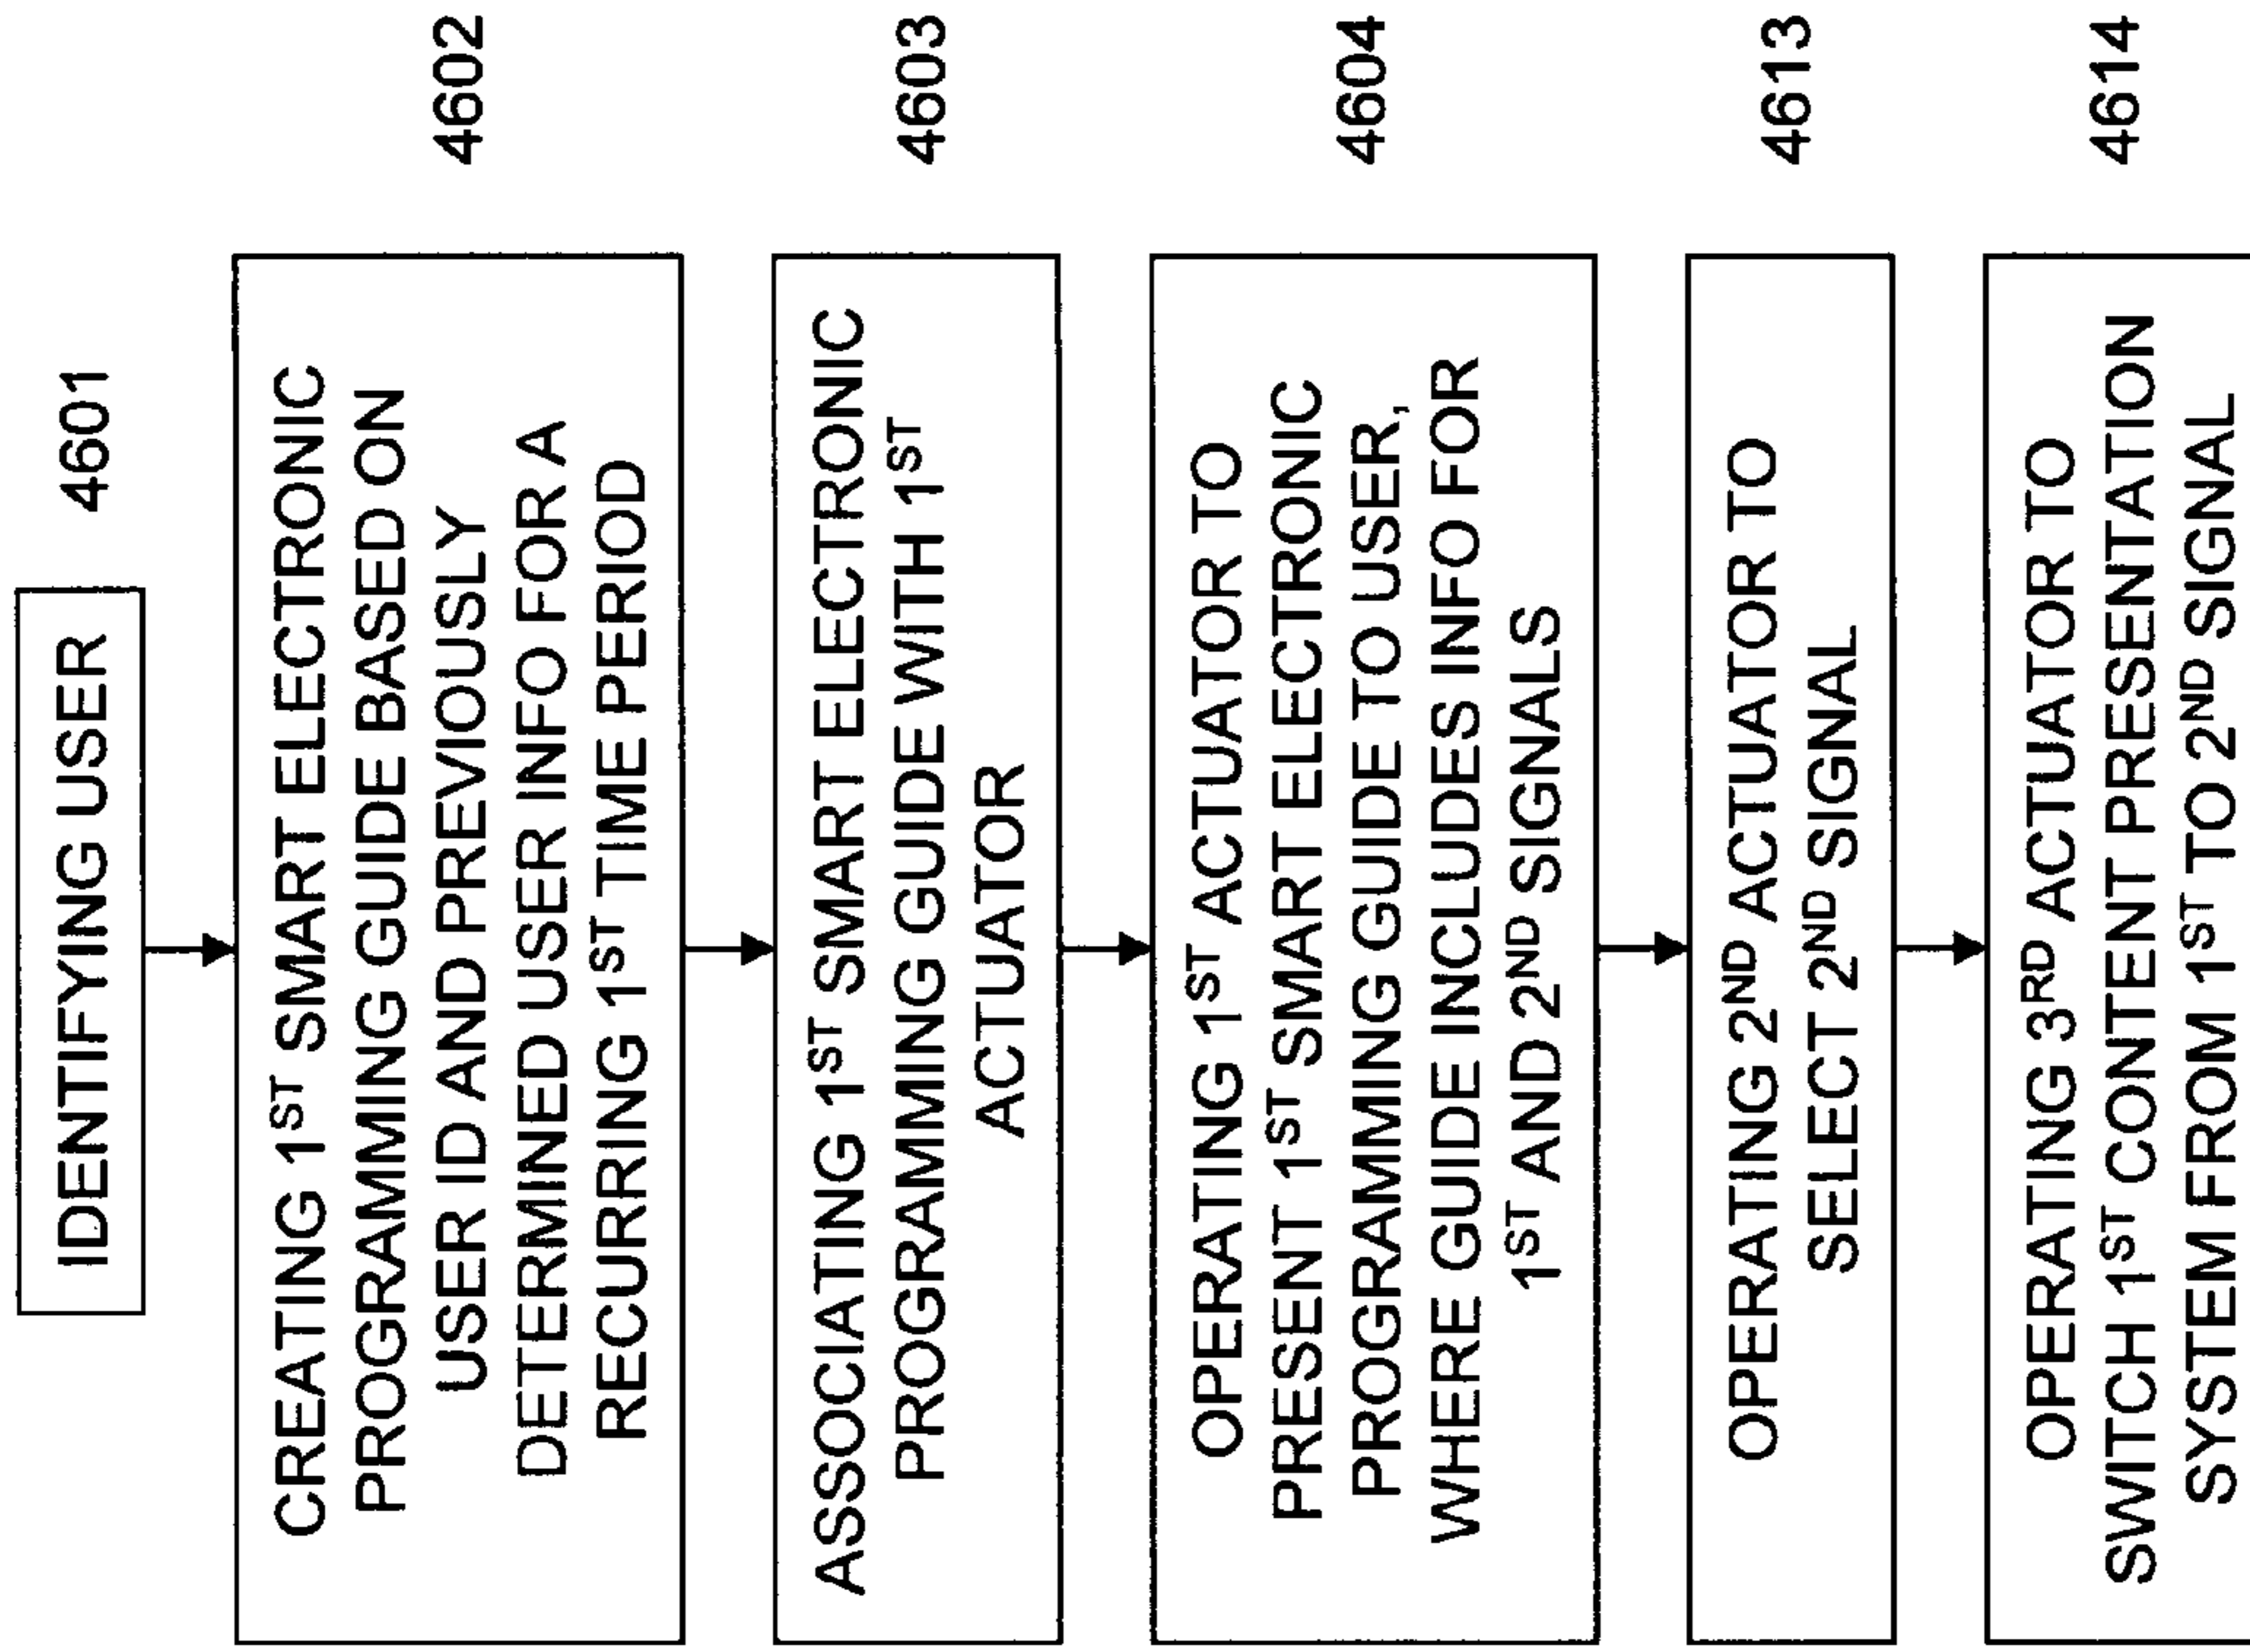 IDENTIFYING USER
4601
CREATING 1ST SMART ELECTRONIC
PROGRAMMING GUIDE BASED ON
USER ID AND PREVIOUSLY
DETERMINED USER INFO FOR A
RECURRING 1ST TIME PERIOD
4602
ASSOCIATING 1ST SMART ELECTRONIC
PROGRAMMING GUIDE WITH 1ST
ACTUATOR
4603
OPERATING 1ST ACTUATOR TO
PRESENT 1ST SMART ELECTRONIC
PROGRAMMING GUIDE TO USER,
WHERE GUIDE INCLUDES INFO FOR
1ST AND 2ND SIGNALS
4604
OPERATING 2ND ACTUATOR TO
SELECT 2ND SIGNAL
4613
OPERATING 3RD ACTUATOR TO
SWITCH 1ST CONTENT PRESENTATION
SYSTEM FROM 1ST TO 2ND SIGNAL
4614